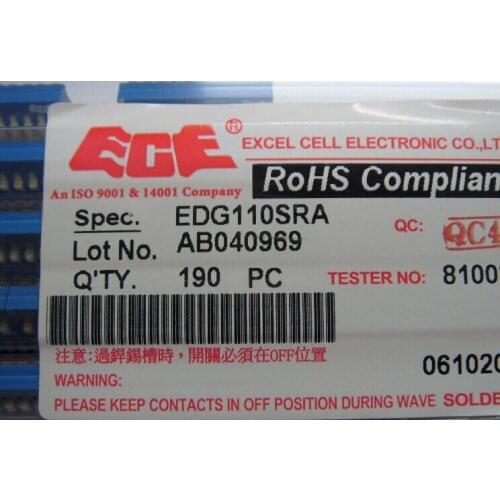 ECE ® EXCEL CELL ELECTRONIC CO.,LT
RoHS Complian
An ISO 9001 & 14001 Company
Spec. EDG110SRA QC: QC4
Lot No. AB040969
Q'TY. 190 PC TESTER NO: 8100
注意:過銲錫槽時,開關必須在OFF位置
061020
WARNING:
PLEASE KEEP CONTACTS IN OFF POSITION DURING WAVE SOLDE